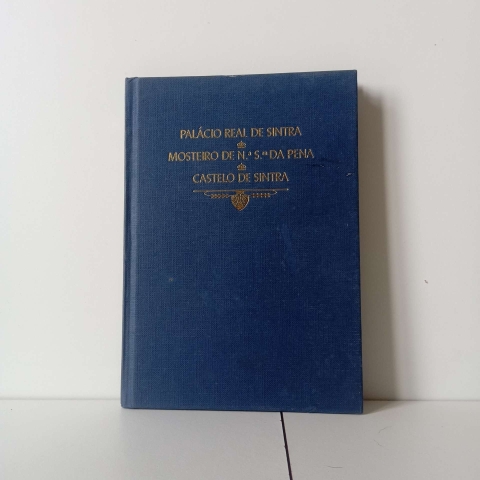 PALÁCIO REAL DE SINTRA
MOSTEIRO DE N.ª S.ʳᵃ DA PENA
CASTELO DE SINTRA